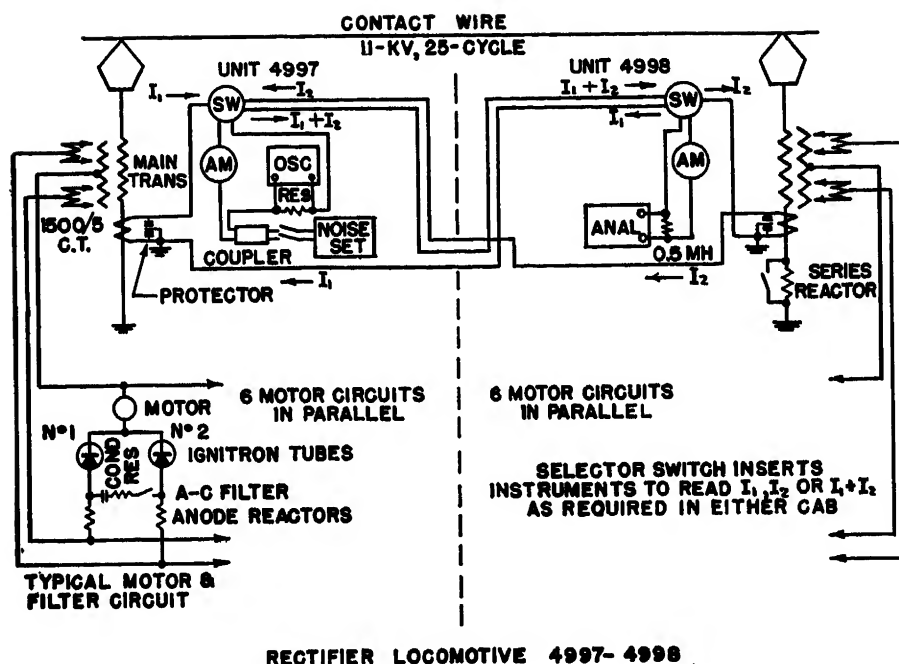 CONTACT WIRE
11-KV, 25-CYCLE
UNIT 4997
UNIT 4998
I₁
I₂
I₁+I₂
I₂
SW
I₁+I₂
SW
I₁
AM
OSC
RES
AM
MAIN
TRANS
1500/5
C.T.
NOISE
SET
COUPLER
ANAL
0.5 MH
PROTECTOR
I₁
I₂
SERIES
REACTOR
6 MOTOR CIRCUITS
IN PARALLEL
6 MOTOR CIRCUITS
IN PARALLEL
MOTOR
Nº1
Nº2
COND
RES
IGNITRON TUBES
A-C FILTER
ANODE REACTORS
SELECTOR SWITCH INSERTS
INSTRUMENTS TO READ I₁, I₂ OR I₁+I₂
AS REQUIRED IN EITHER CAB
TYPICAL MOTOR &
FILTER CIRCUIT
RECTIFIER LOCOMOTIVE 4997-4998